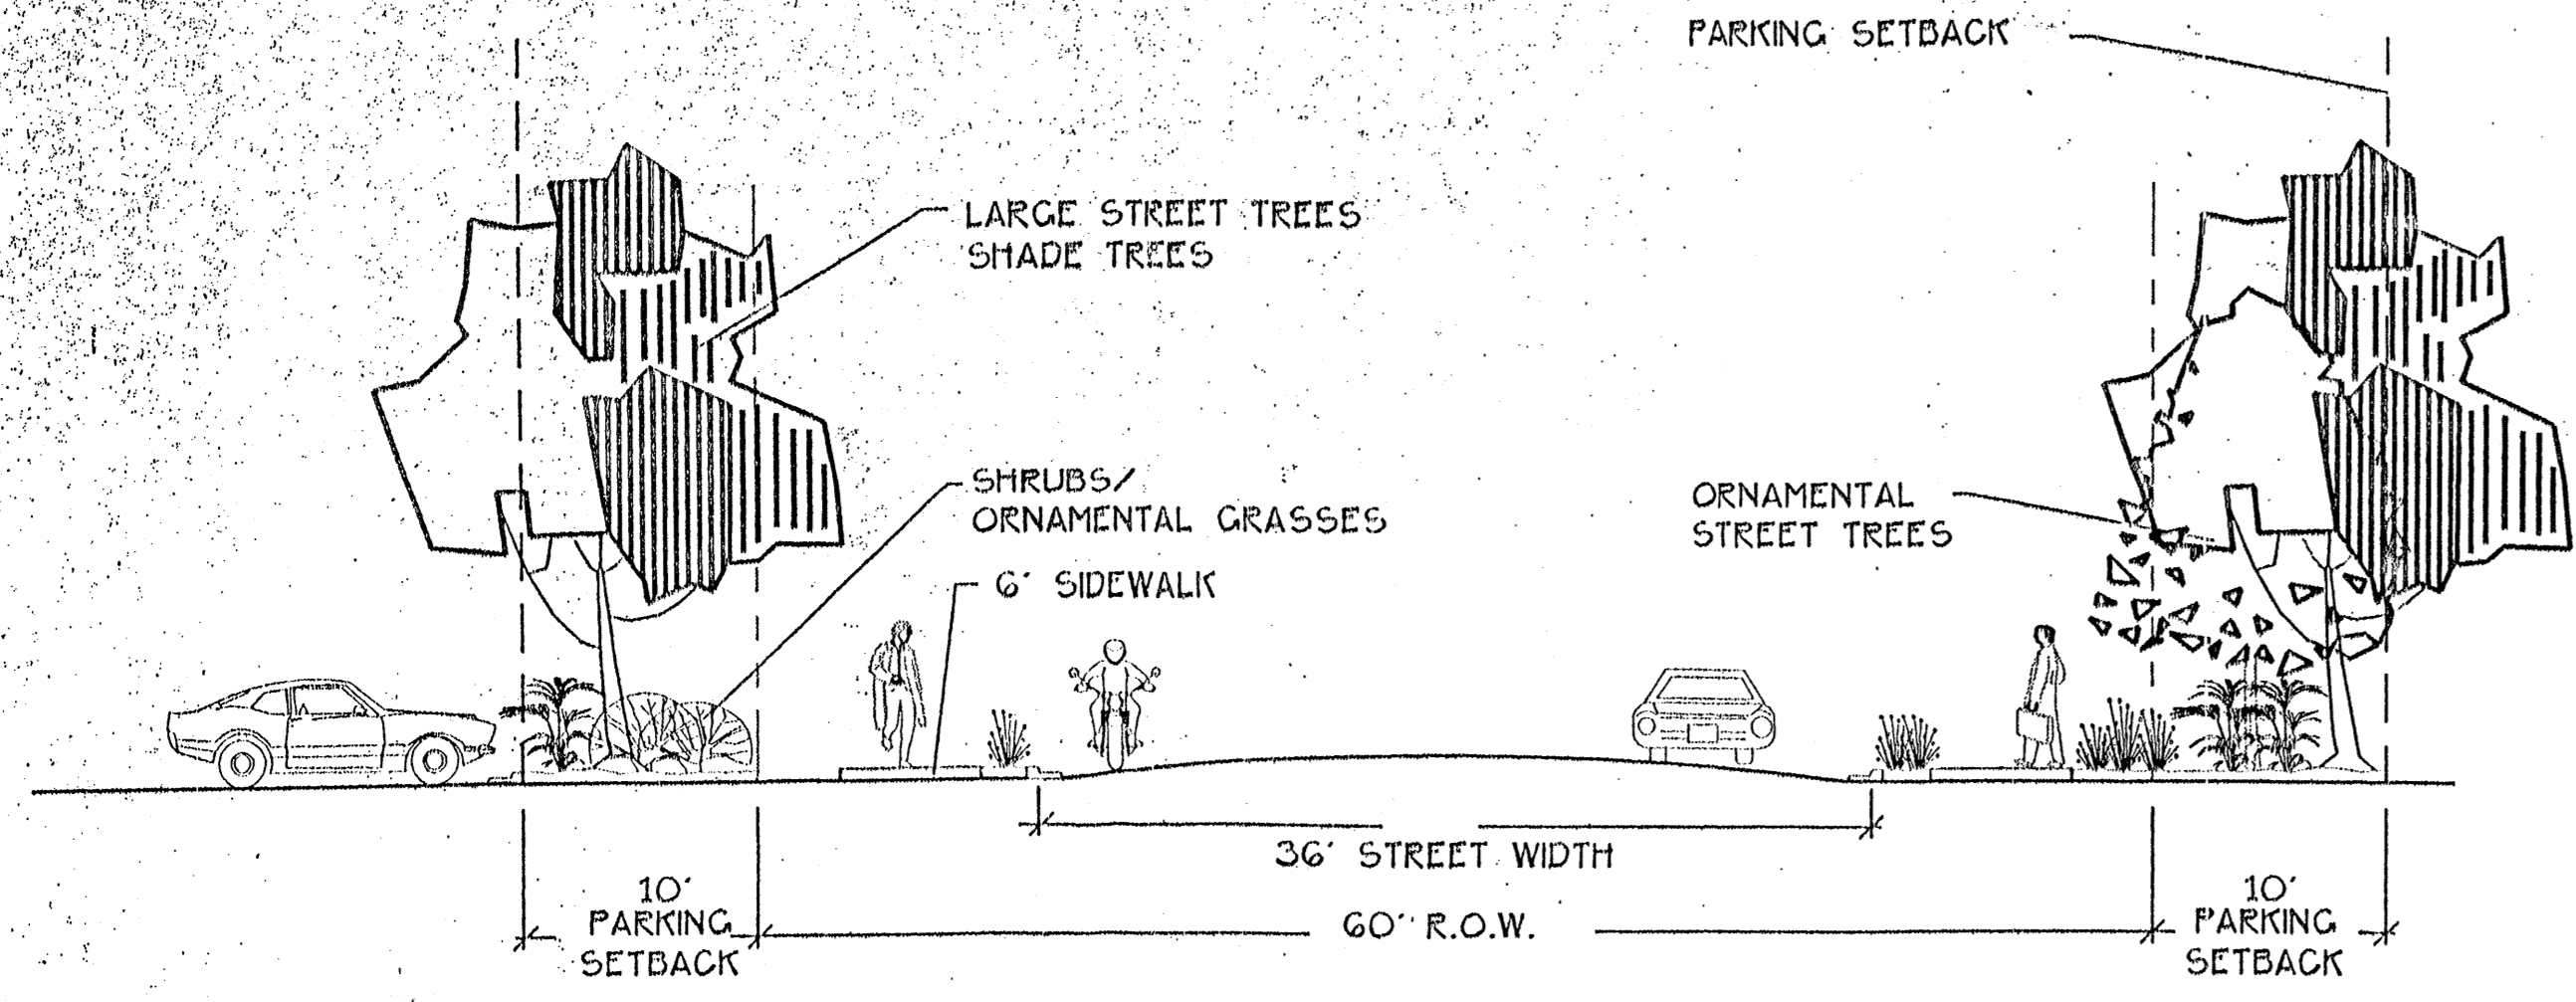 PARKING SETBACK
LARGE STREET TREES
SHADE TREES
SHRUBS/
ORNAMENTAL GRASSES
ORNAMENTAL
STREET TREES
6' SIDEWALK
36' STREET WIDTH
10'
PARKING
SETBACK
60' R.O.W.
10'
PARKING
SETBACK